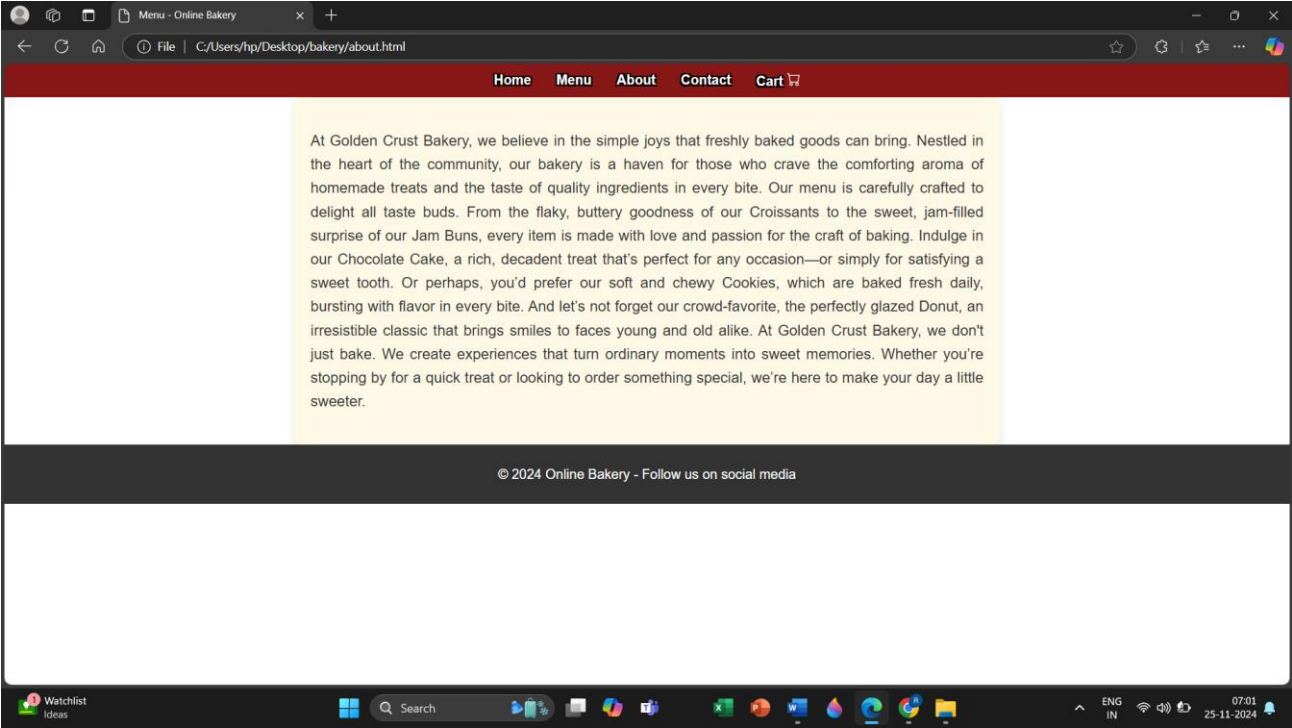 Menu - Online Bakery
File | C:/Users/hp/Desktop/bakery/about.html
Home Menu About Contact Cart
At Golden Crust Bakery, we believe in the simple joys that freshly baked goods can bring. Nestled in
the heart of the community, our bakery is a haven for those who crave the comforting aroma of
homemade treats and the taste of quality ingredients in every bite. Our menu is carefully crafted to
delight all taste buds. From the flaky, buttery goodness of our Croissants to the sweet, jam-filled
surprise of our Jam Buns, every item is made with love and passion for the craft of baking. Indulge in
our Chocolate Cake, a rich, decadent treat that’s perfect for any occasion—or simply for satisfying a
sweet tooth. Or perhaps, you’d prefer our soft and chewy Cookies, which are baked fresh daily,
bursting with flavor in every bite. And let’s not forget our crowd-favorite, the perfectly glazed Donut, an
irresistible classic that brings smiles to faces young and old alike. At Golden Crust Bakery, we don't
just bake. We create experiences that turn ordinary moments into sweet memories. Whether you’re
stopping by for a quick treat or looking to order something special, we’re here to make your day a little
sweeter.
© 2024 Online Bakery - Follow us on social media
1
Watchlist
Ideas
Search
ENG
IN
07:01
25-11-2024